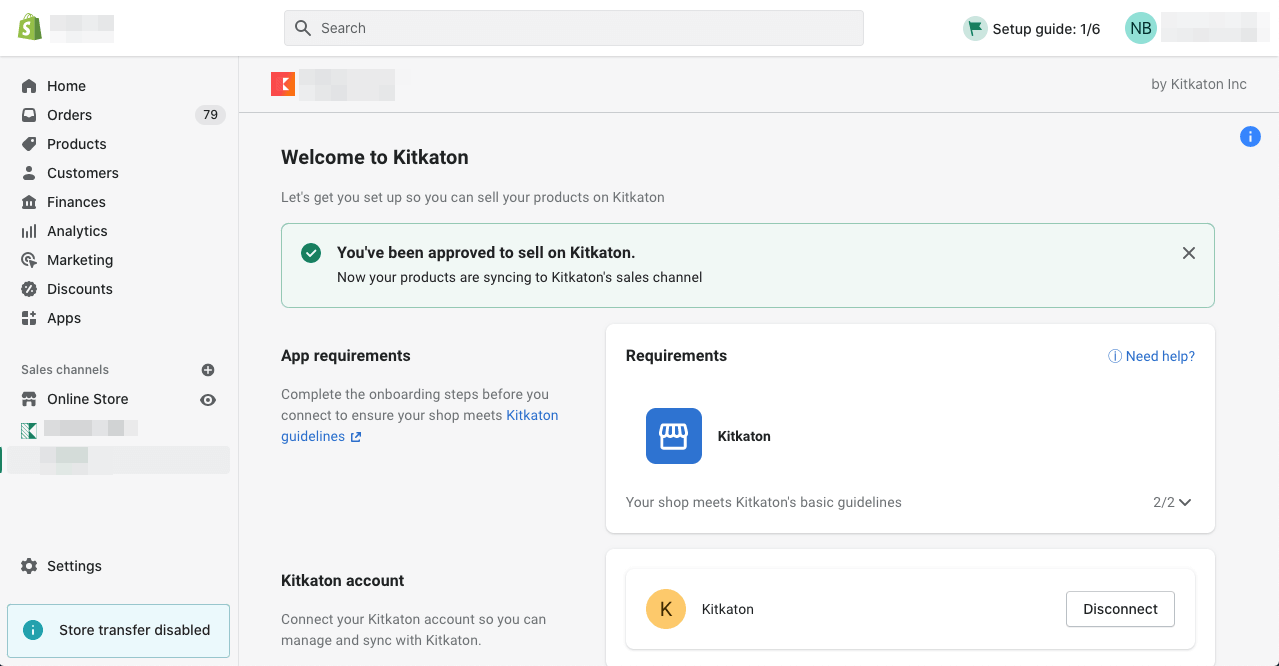 Search
Setup guide: 1/6
NB
Home
Orders
79
Products
Customers
Finances
Analytics
Marketing
Discounts
Apps
Sales channels
Online Store
Settings
Store transfer disabled
by Kitkaton Inc
Welcome to Kitkaton
Let's get you set up so you can sell your products on Kitkaton
You've been approved to sell on Kitkaton.
Now your products are syncing to Kitkaton's sales channel
App requirements
Complete the onboarding steps before you
connect to ensure your shop meets Kitkaton
guidelines
Requirements
Need help?
Kitkaton
Your shop meets Kitkaton's basic guidelines
2/2
Kitkaton account
Connect your Kitkaton account so you can
manage and sync with Kitkaton.
K
Kitkaton
Disconnect